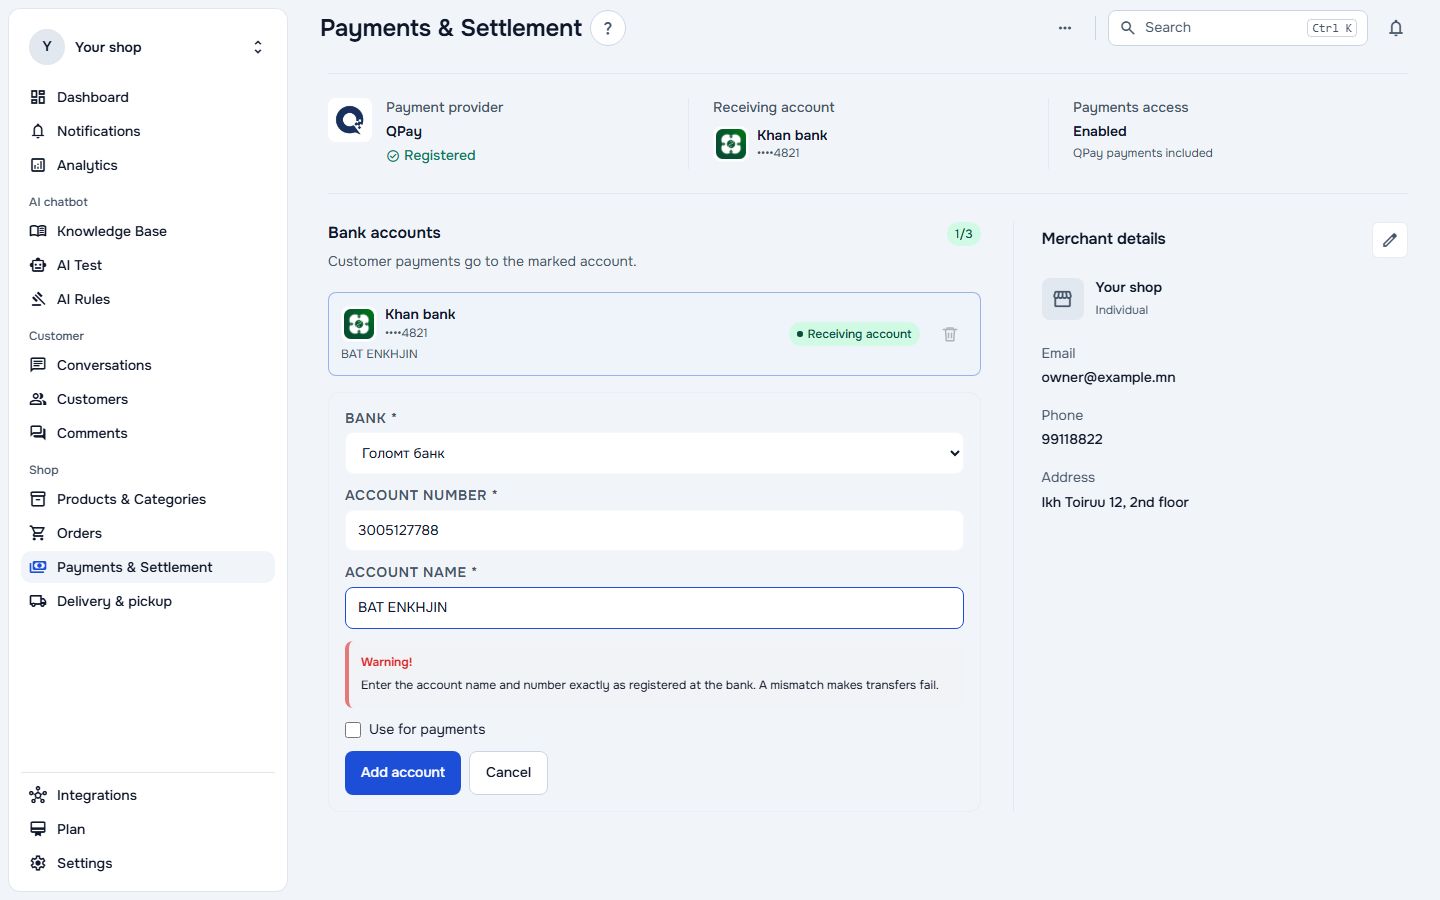 Y Your shop
Dashboard
Notifications
Analytics
AI chatbot
Knowledge Base
AI Test
AI Rules
Customer
Conversations
Customers
Comments
Shop
Products & Categories
Orders
Payments & Settlement
Delivery & pickup
Integrations
Plan
Settings
Payments & Settlement ?
Search Ctrl K
Payment provider
QPay
Registered
Receiving account
Khan bank
••••4821
Payments access
Enabled
QPay payments included
Bank accounts 1/3
Customer payments go to the marked account.
Khan bank
••••4821
BAT ENKHJIN
Receiving account
BANK *
Голомт банк
ACCOUNT NUMBER *
3005127788
ACCOUNT NAME *
BAT ENKHJIN
Warning!
Enter the account name and number exactly as registered at the bank. A mismatch makes transfers fail.
Use for payments
Add account Cancel
Merchant details
Your shop
Individual
Email
owner@example.mn
Phone
99118822
Address
Ikh Toiruu 12, 2nd floor